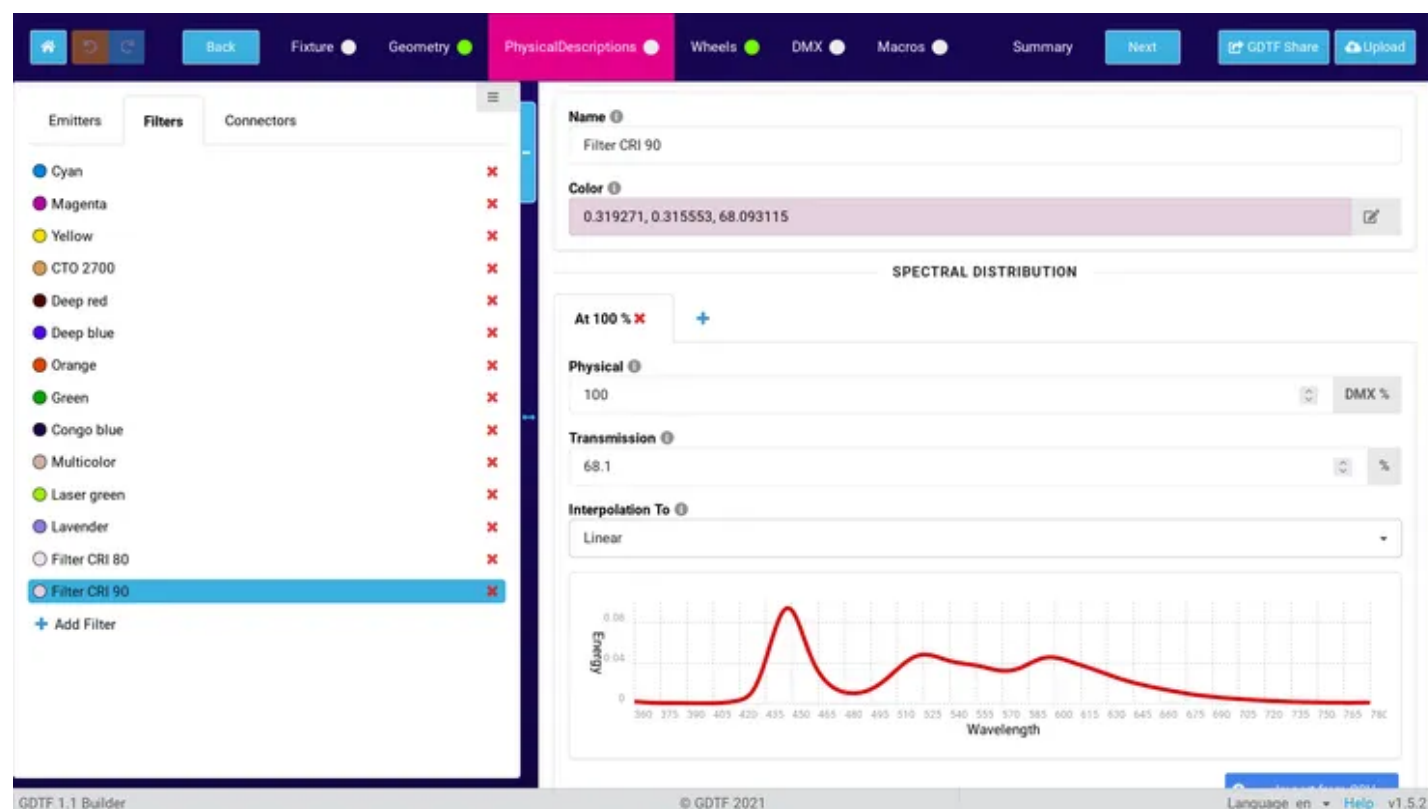 Back Fixture Geometry PhysicalDescriptions Wheels DMX Macros Summary Next GDTF Share Upload
Emitters Filters Connectors
Cyan
Magenta
Yellow
CTO 2700
Deep red
Deep blue
Orange
Green
Congo blue
Multicolor
Laser green
Lavender
Filter CRI 80
Filter CRI 90
Add Filter
Name
Filter CRI 90
Color
0.319271, 0.315553, 68.093115
SPECTRAL DISTRIBUTION
At 100 %
Physical
100 DMX %
Transmission
68.1 %
Interpolation To
Linear
Energy
0.08
0.04
0
360 375 390 405 420 435 450 465 480 495 510 525 540 555 570 585 600 615 630 645 660 675 690 705 720 735 750 765 780
Wavelength
GDTF 1.1 Builder © GDTF 2021 Language en Help